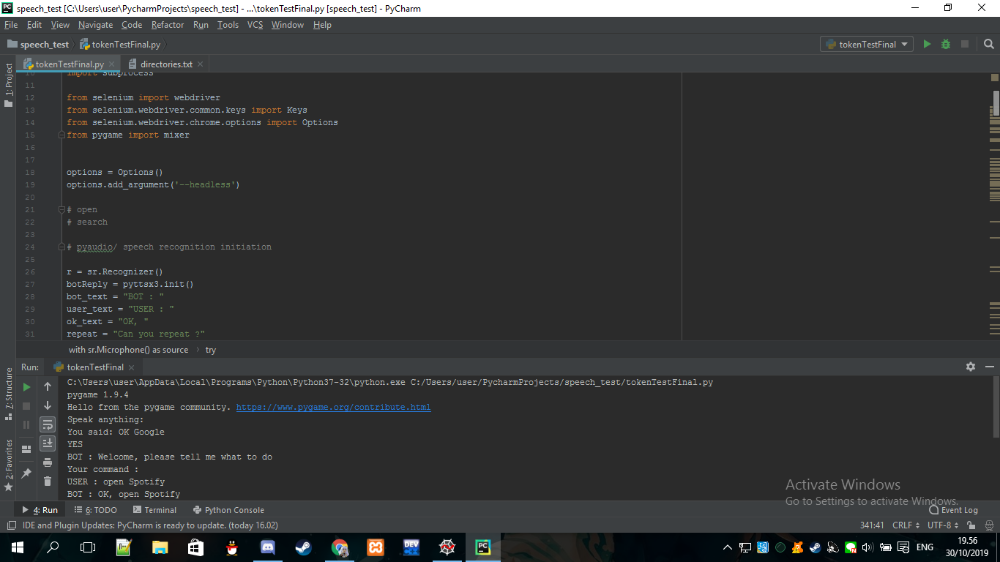 speech_test [C:\Users\user\PycharmProjects\speech_test] - ...\tokenTestFinal.py [speech_test] - PyCharm
File Edit View Navigate Code Refactor Run Tools VCS Window Help
speech_test tokenTestFinal.py tokenTestFinal
1: Project
tokenTestFinal.py directories.txt
10 import subprocess
11
12 from selenium import webdriver
13 from selenium.webdriver.common.keys import Keys
14 from selenium.webdriver.chrome.options import Options
15 from pygame import mixer
16
17
18 options = Options()
19 options.add_argument('--headless')
20
21 # open
22 # search
23
24 # pyaudio/ speech recognition initiation
25
26 r = sr.Recognizer()
27 botReply = pyttsx3.init()
28 bot_text = "BOT : "
29 user_text = "USER : "
30 ok_text = "OK, "
31 repeat = "Can you repeat ?"
with sr.Microphone() as source › try
Run: tokenTestFinal
7: Structure
2: Favorites
C:\Users\user\AppData\Local\Programs\Python\Python37-32\python.exe C:/Users/user/PycharmProjects/speech_test/tokenTestFinal.py
pygame 1.9.4
Hello from the pygame community. https://www.pygame.org/contribute.html
Speak anything:
You said: OK Google
YES
BOT : Welcome, please tell me what to do
Your command :
USER : open Spotify
BOT : OK, open Spotify
Activate Windows
Go to Settings to activate Windows.
4: Run 6: TODO Terminal Python Console Event Log
IDE and Plugin Updates: PyCharm is ready to update. (today 16.02) 341:41 CRLF UTF-8
DEV PC ENG
19.56
30/10/2019